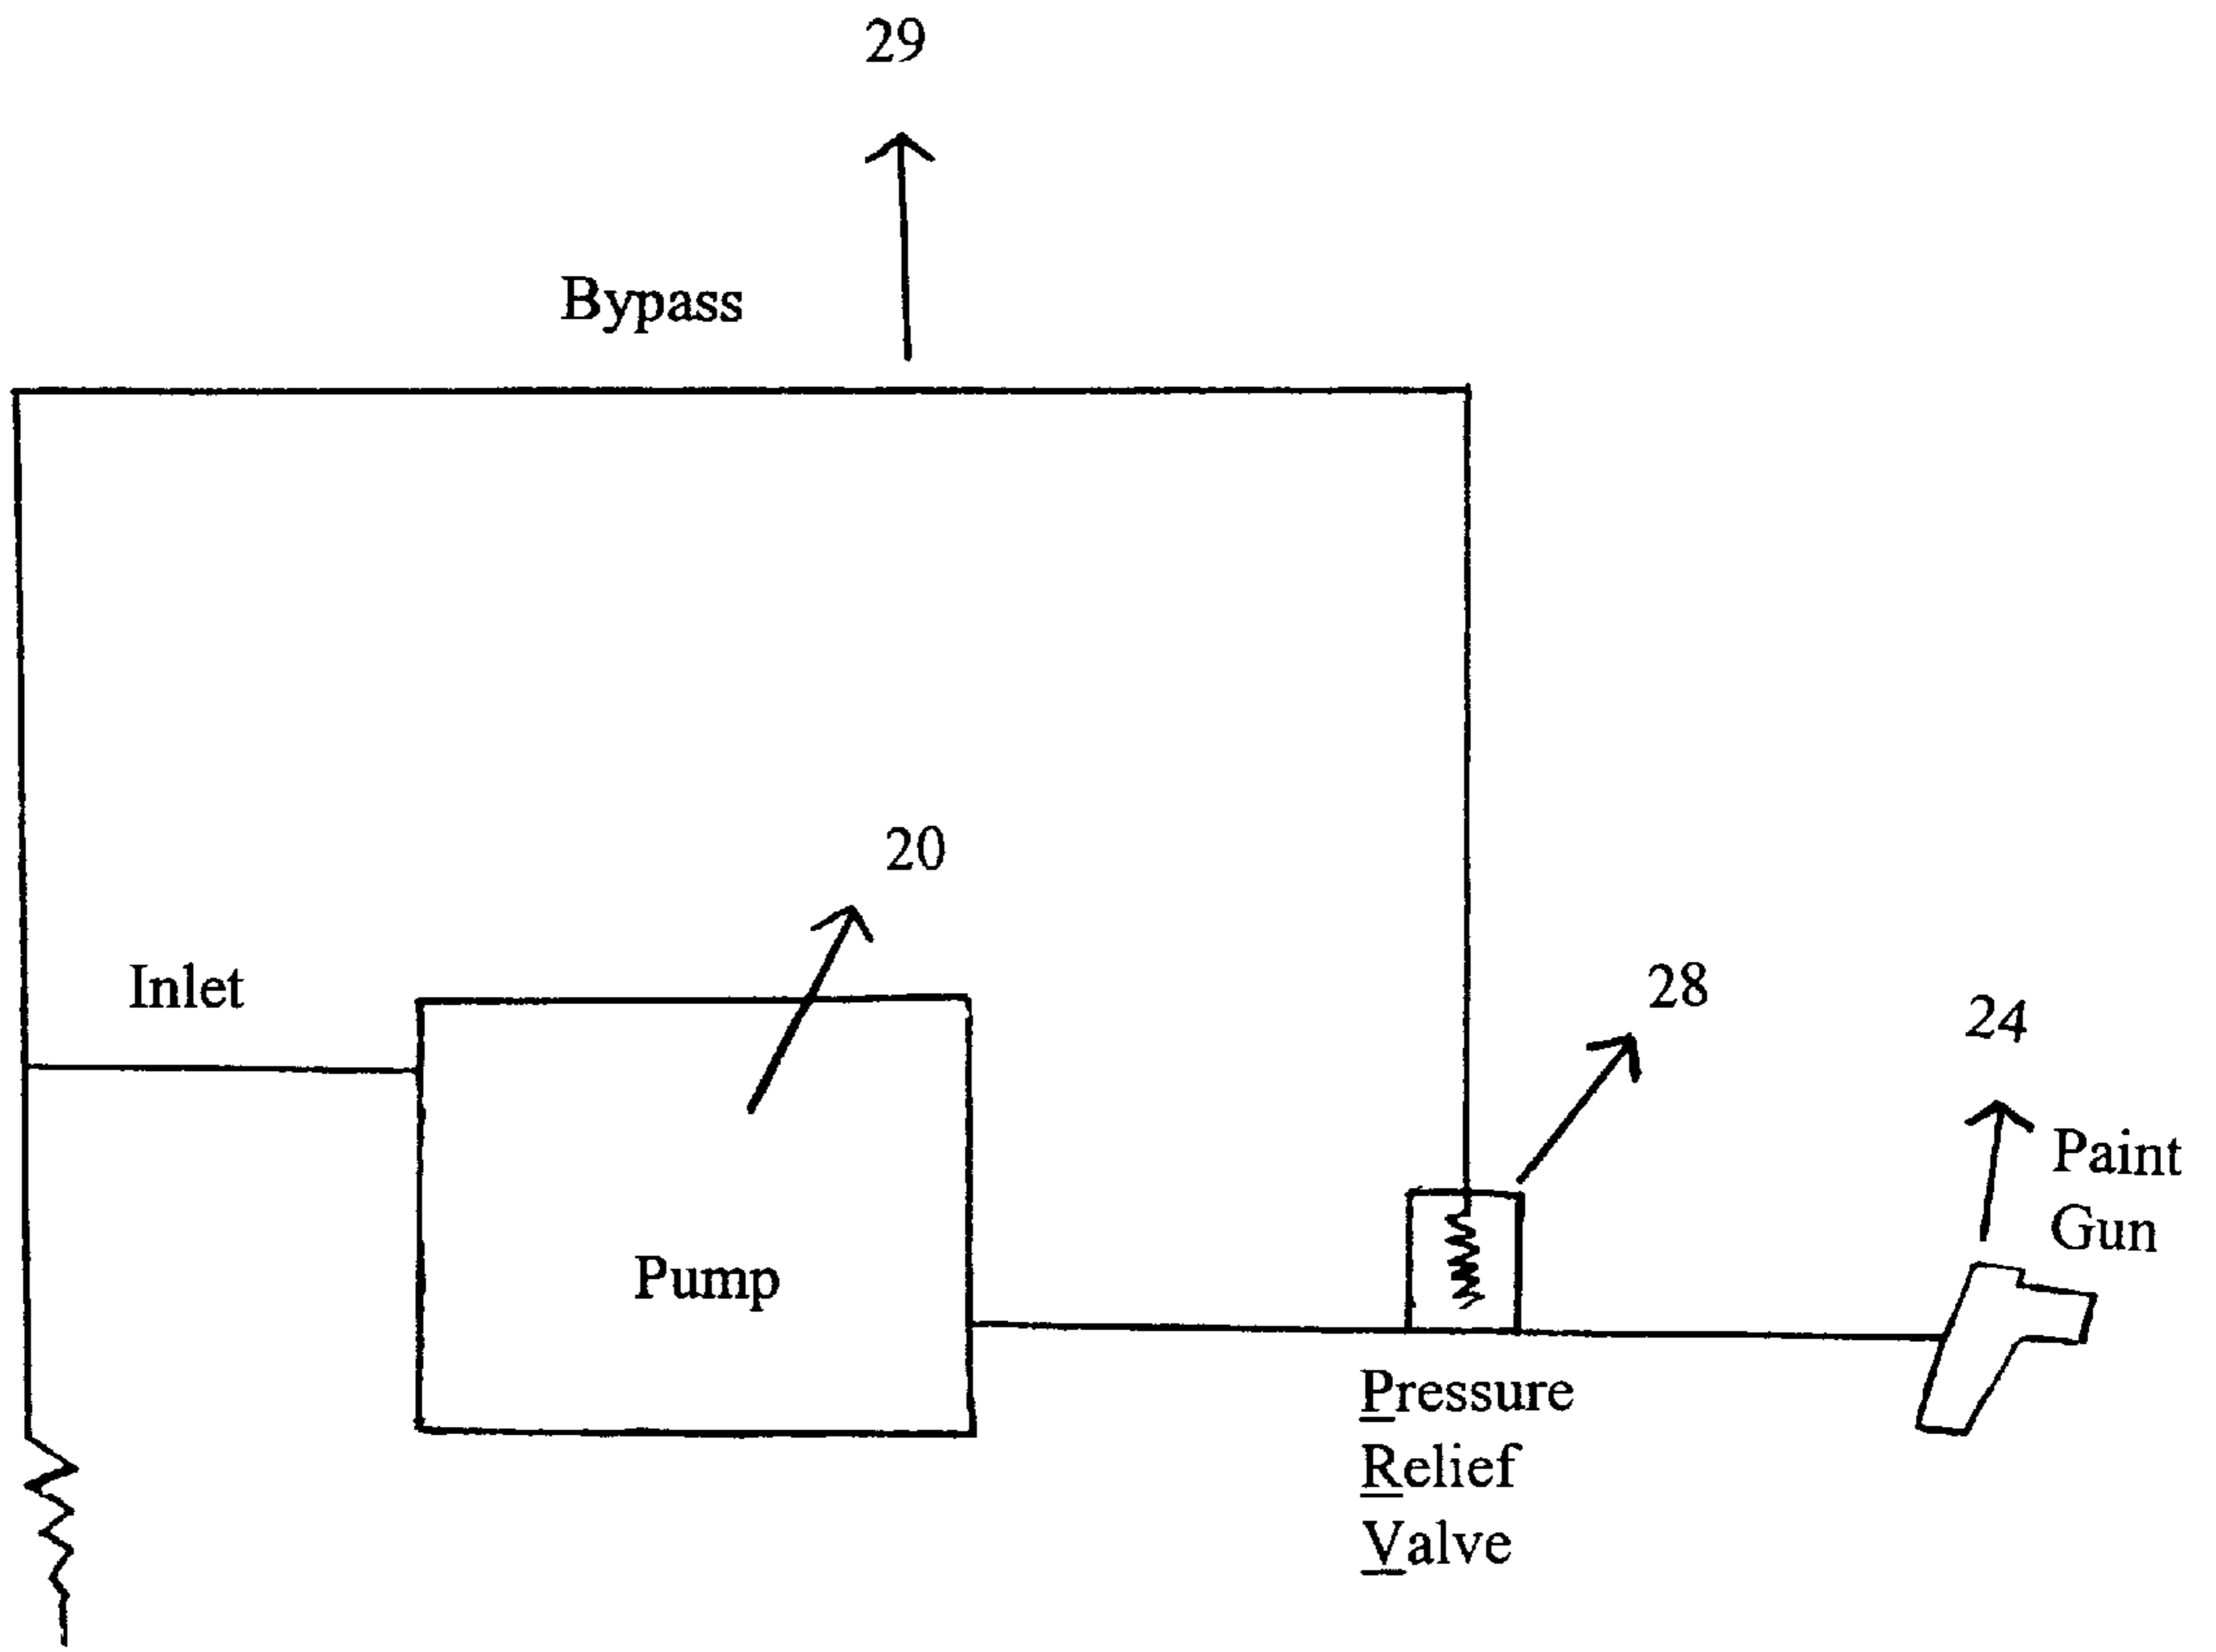 29
Bypass
20
Inlet
28
24
Paint
Gun
Pump
Pressure
Relief
Valve